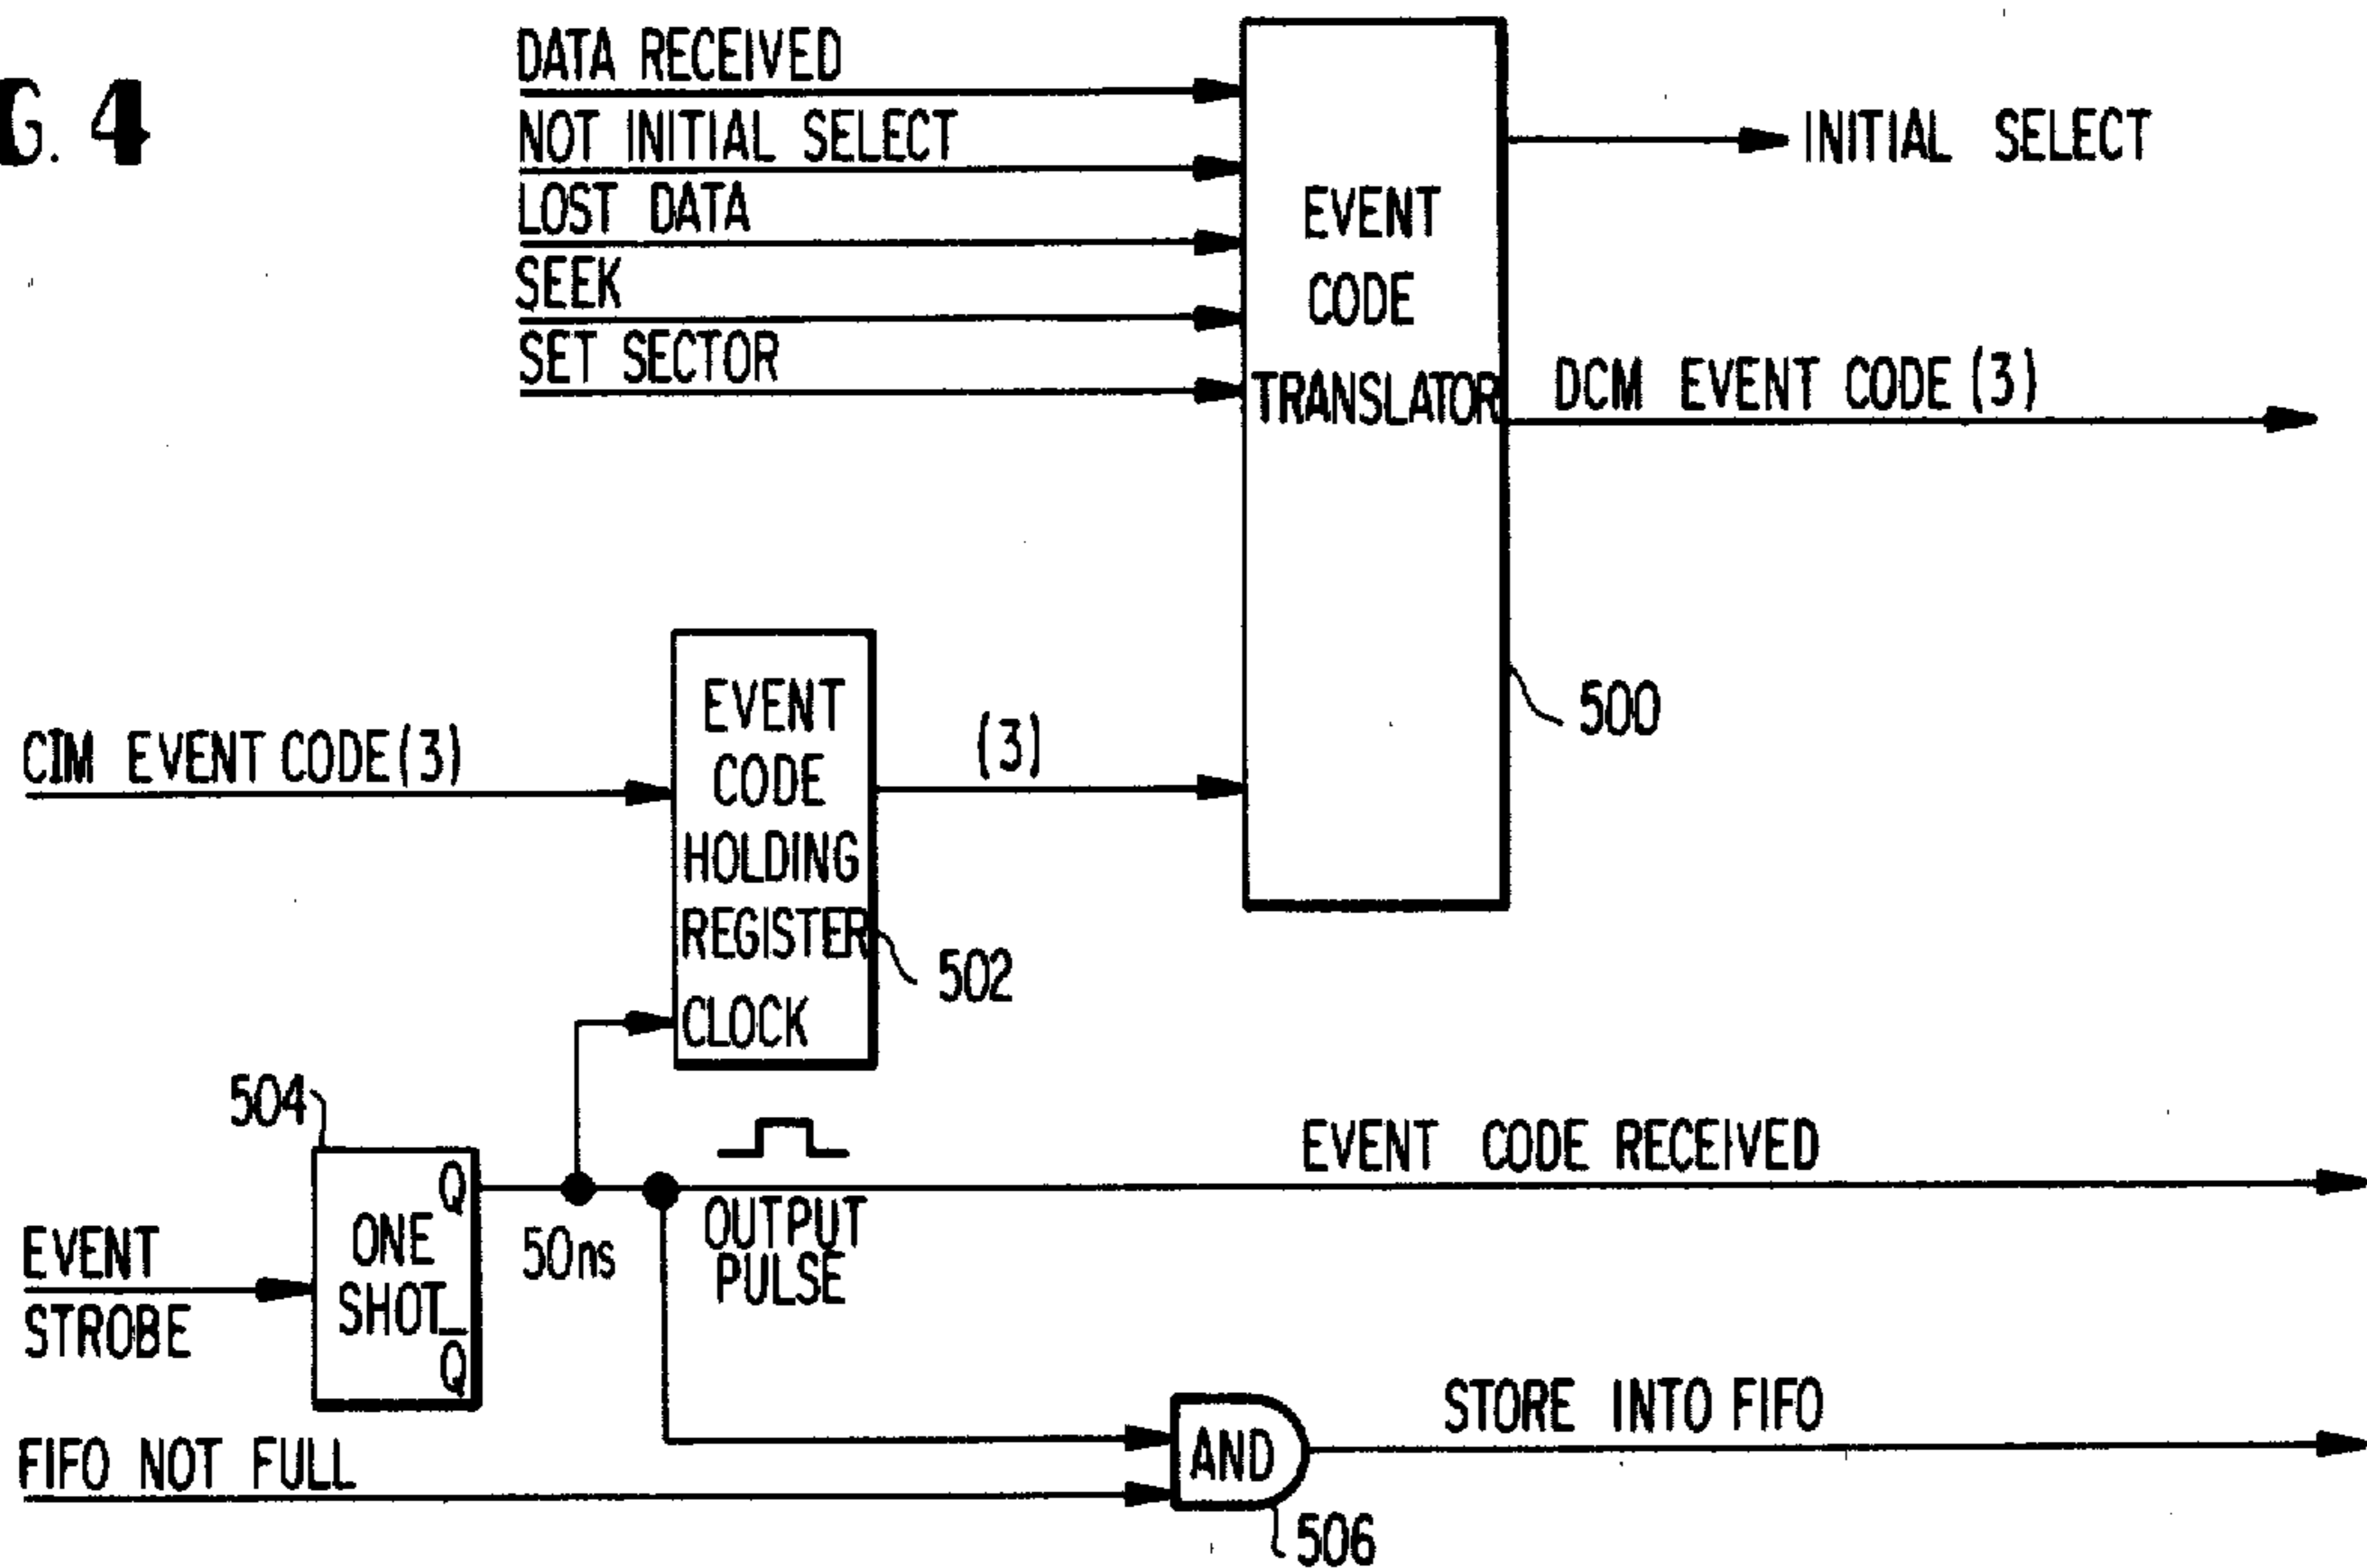 G. 4
DATA RECEIVED
NOT INITIAL SELECT
LOST DATA
SEEK
SET SECTOR
EVENT
CODE
TRANSLATOR
INITIAL SELECT
DCM EVENT CODE (3)
500
CIM EVENT CODE (3)
EVENT
CODE
HOLDING
REGISTER
CLOCK
(3)
502
504
Q
ONE
SHOT
Q̅
EVENT
STROBE
50ns
OUTPUT
PULSE
EVENT CODE RECEIVED
FIFO NOT FULL
AND
STORE INTO FIFO
506